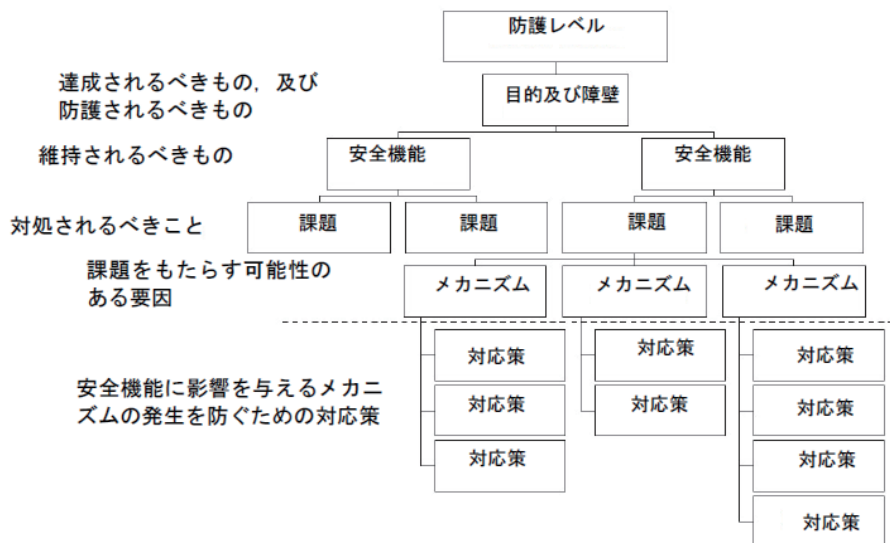 防護レベル
達成されるべきもの，及び
防護されるべきもの
目的及び障壁
維持されるべきもの
安全機能
安全機能
対処されるべきこと
課題
課題
課題
課題
課題をもたらす可能性の
ある要因
メカニズム
メカニズム
メカニズム
安全機能に影響を与えるメカニ
ズムの発生を防ぐための対応策
対応策
対応策
対応策
対応策
対応策
対応策
対応策
対応策
対応策